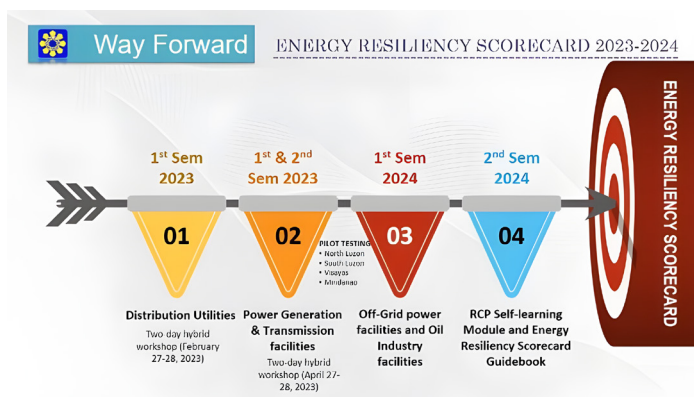 Way Forward
ENERGY RESILIENCY SCORECARD 2023-2024
1st Sem
2023
1st & 2nd
Sem 2023
1st Sem
2024
2nd Sem
2024
01
02
03
04
PILOT TESTING
• North Luzon
• South Luzon
• Visayas
• Mindanao
Distribution Utilities
Two-day hybrid
workshop (February
27-28, 2023)
Power Generation
& Transmission
facilities
Two-day hybrid
workshop (April 27-
28, 2023)
Off-Grid power
facilities and Oil
Industry
facilities
RCP Self-learning
Module and Energy
Resiliency Scorecard
Guidebook
ENERGY RESILIENCY SCORECARD